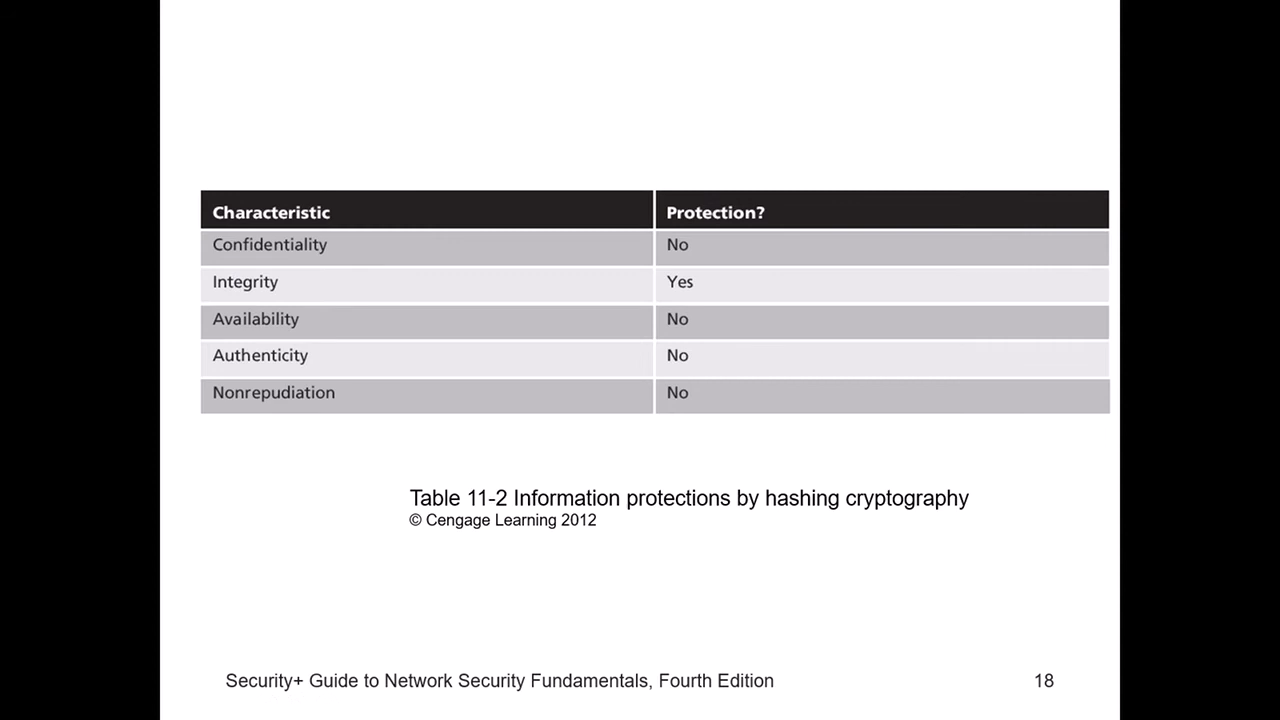 Characteristic Protection?
Confidentiality No
Integrity Yes
Availability No
Authenticity No
Nonrepudiation No
Table 11-2 Information protections by hashing cryptography
© Cengage Learning 2012
Security+ Guide to Network Security Fundamentals, Fourth Edition 18